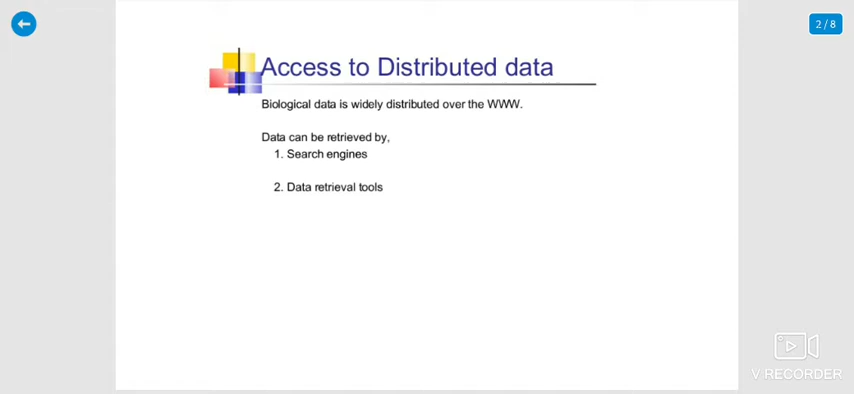 2 / 8
Access to Distributed data
Biological data is widely distributed over the WWW.
Data can be retrieved by,
1. Search engines
2. Data retrieval tools
V RECORDER